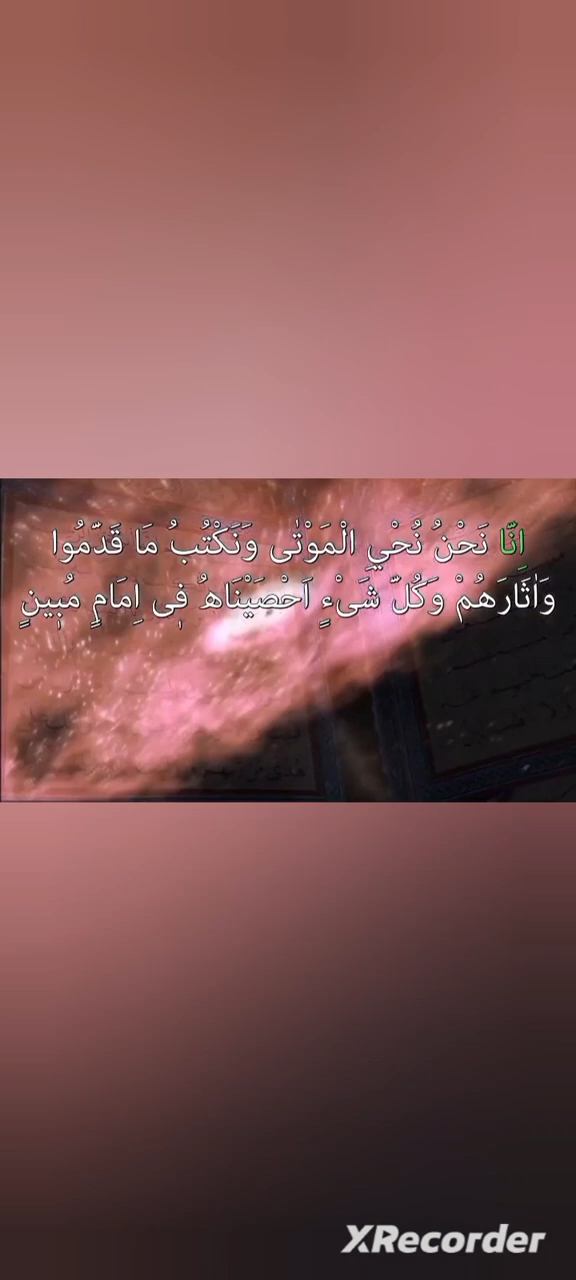 اِنَّا نَحْنُ نُحْيِ الْمَوْتٰى وَنَكْتُبُ مَا قَدَّمُوا
وَاٰثَارَهُمْ وَكُلَّ شَىْءٍ اَحْصَيْنَاهُ فٖى اِمَامٍ مُبٖينٍ
XRecorder